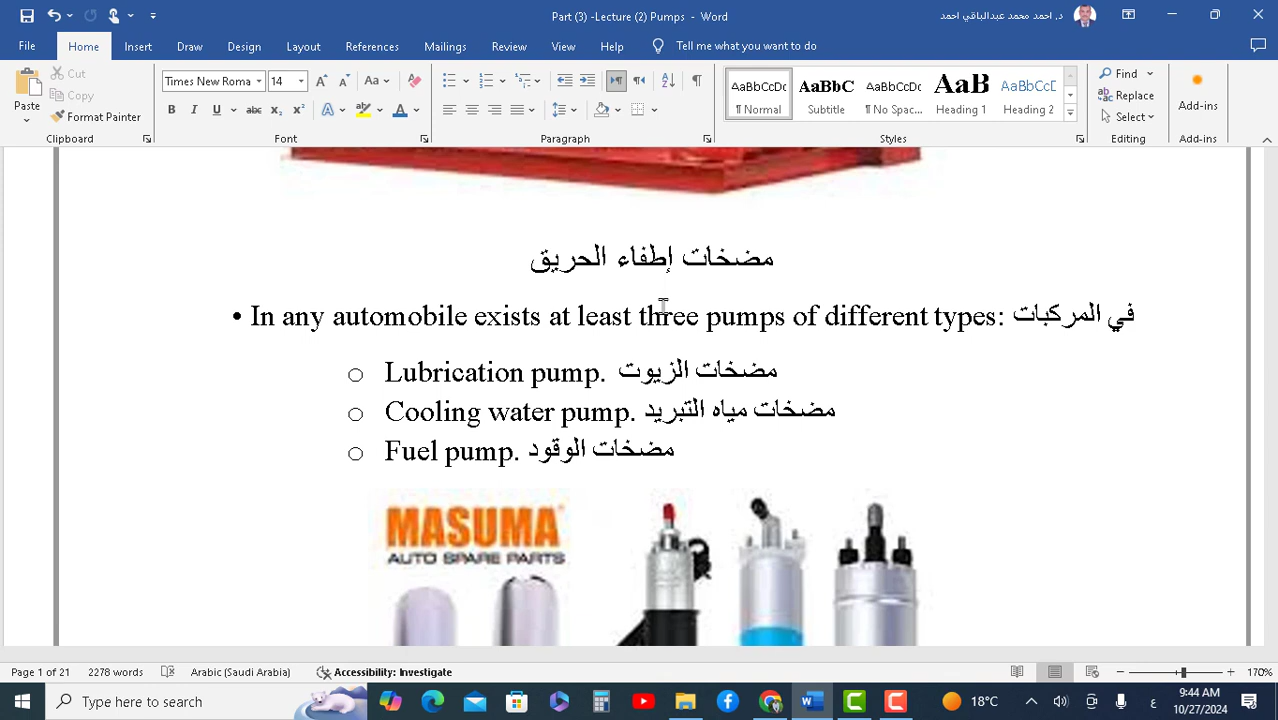 Part (3) -Lecture (2) Pumps - Word
د. احمد محمد عبدالباقي احمد
File Home Insert Draw Design Layout References Mailings Review View Help Tell me what you want to do
Paste
Cut
Copy
Format Painter
Clipboard
Times New Roma 14
Font
Paragraph
AaBbCcDc AaBbC AaBbCcDc AaB AaBbCcE
¶ Normal Subtitle ¶ No Spac... Heading 1 Heading 2
Styles
Find
Replace
Select
Editing
Add-ins
Add-ins
مضخات إطفاء الحريق
• In any automobile exists at least three pumps of different types: في المركبات
o Lubrication pump. مضخات الزيوت
o Cooling water pump. مضخات مياه التبريد
o Fuel pump. مضخات الوقود
MASUMA
AUTO SPARE PARTS
Page 1 of 21 2278 words Arabic (Saudi Arabia) Accessibility: Investigate 170%
Type here to search
18°C
ع
9:44 AM
10/27/2024